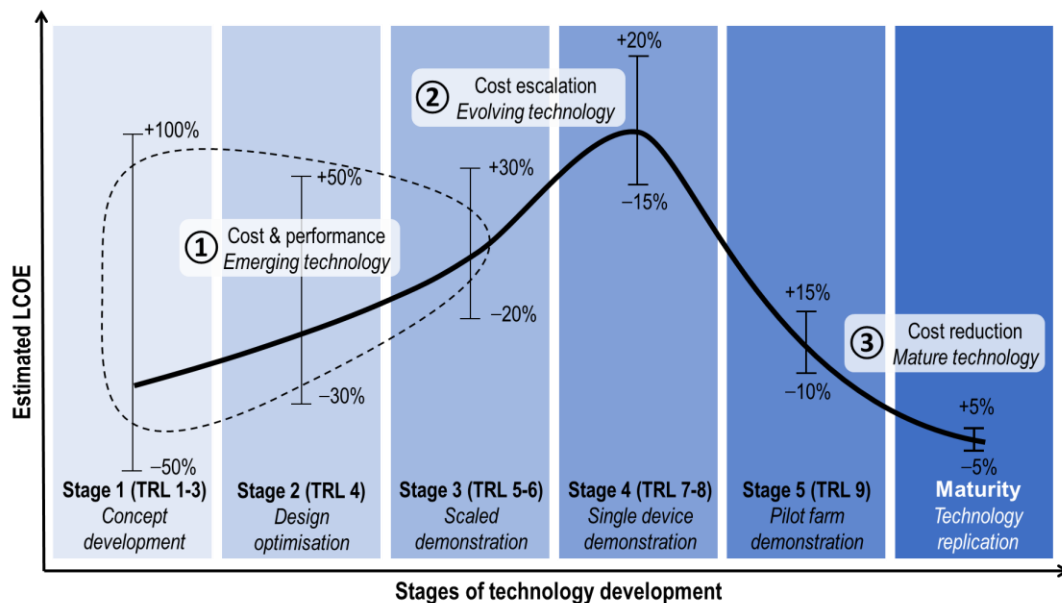 Estimated LCOE
+100%
−50%
+50%
−30%
+30%
−20%
+20%
−15%
+15%
−10%
+5%
−5%
① Cost & performance
Emerging technology
② Cost escalation
Evolving technology
③ Cost reduction
Mature technology
Stage 1 (TRL 1-3)
Concept
development
Stage 2 (TRL 4)
Design
optimisation
Stage 3 (TRL 5-6)
Scaled
demonstration
Stage 4 (TRL 7-8)
Single device
demonstration
Stage 5 (TRL 9)
Pilot farm
demonstration
Maturity
Technology
replication
Stages of technology development